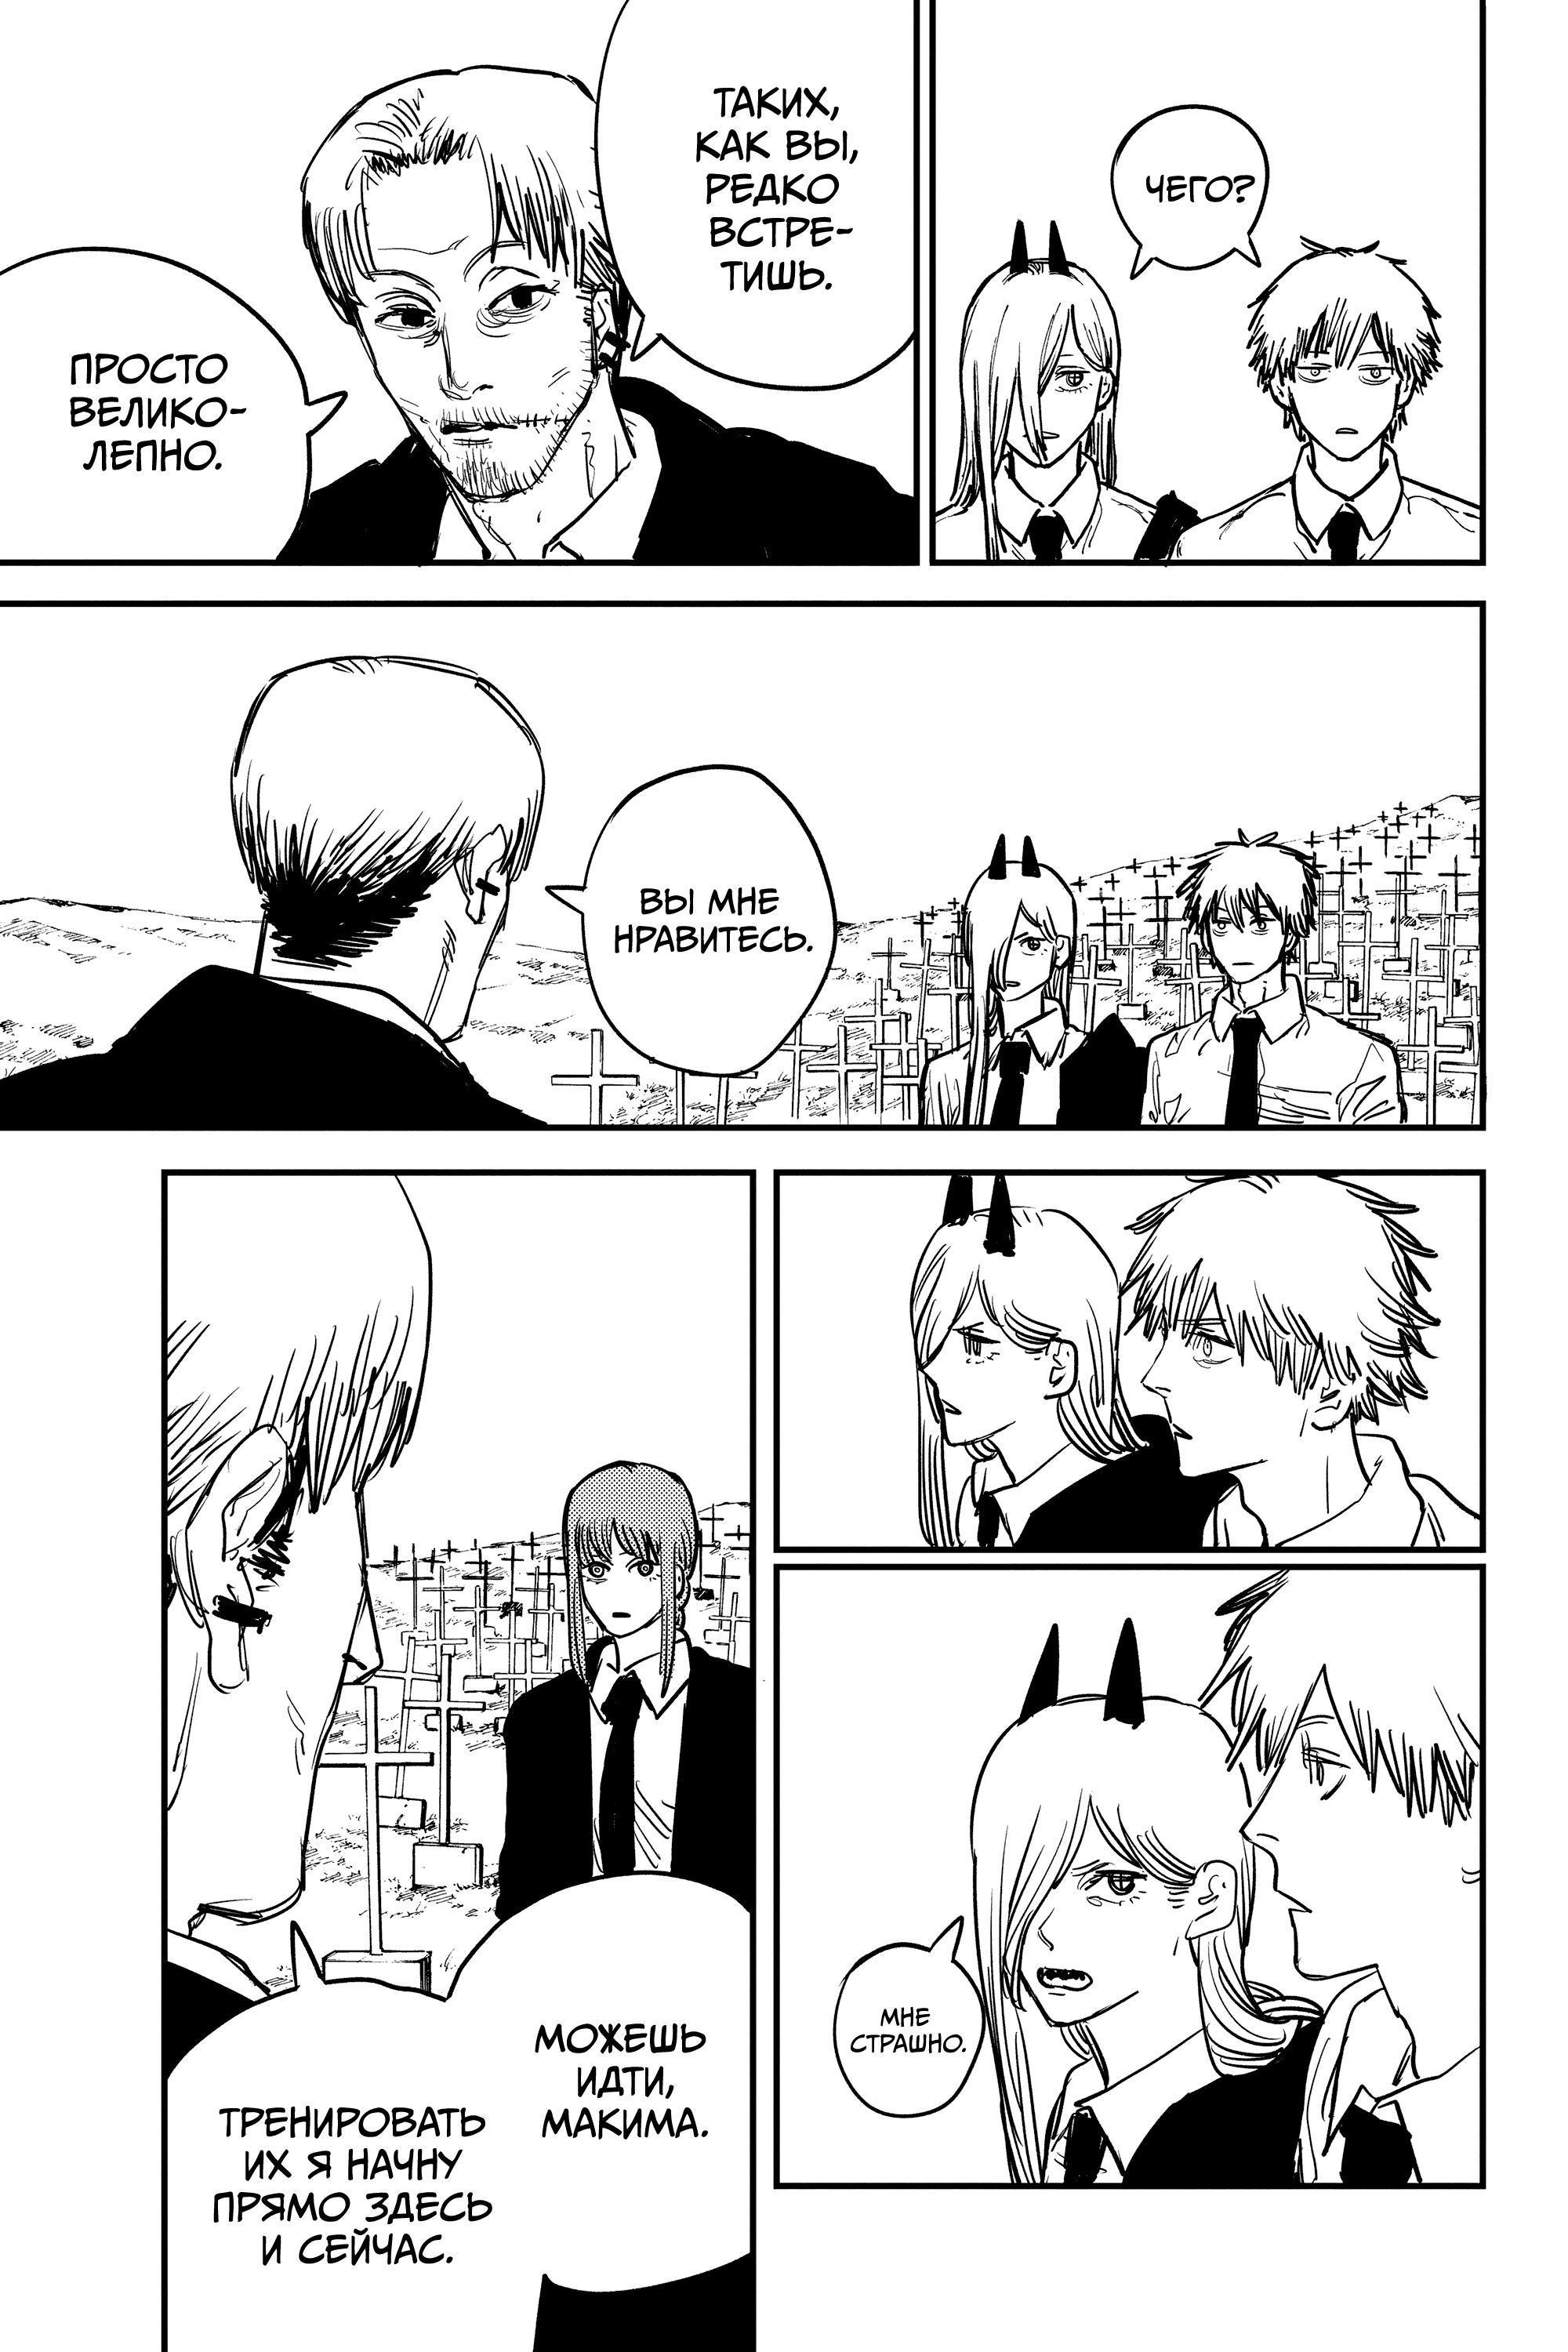 ЧЕГО?
ТАКИХ,
КАК ВЫ,
РЕДКО
ВСТРЕ-
ТИШЬ.
ПРОСТО
ВЕЛИКО-
ЛЕПНО.
ВЫ МНЕ
НРАВИТЕСЬ.
МНЕ
СТРАШНО.
МОЖЕШЬ
ИДТИ,
МАКИМА.
ТРЕНИРОВАТЬ
ИХ Я НАЧНУ
ПРЯМО ЗДЕСЬ
И СЕЙЧАС.